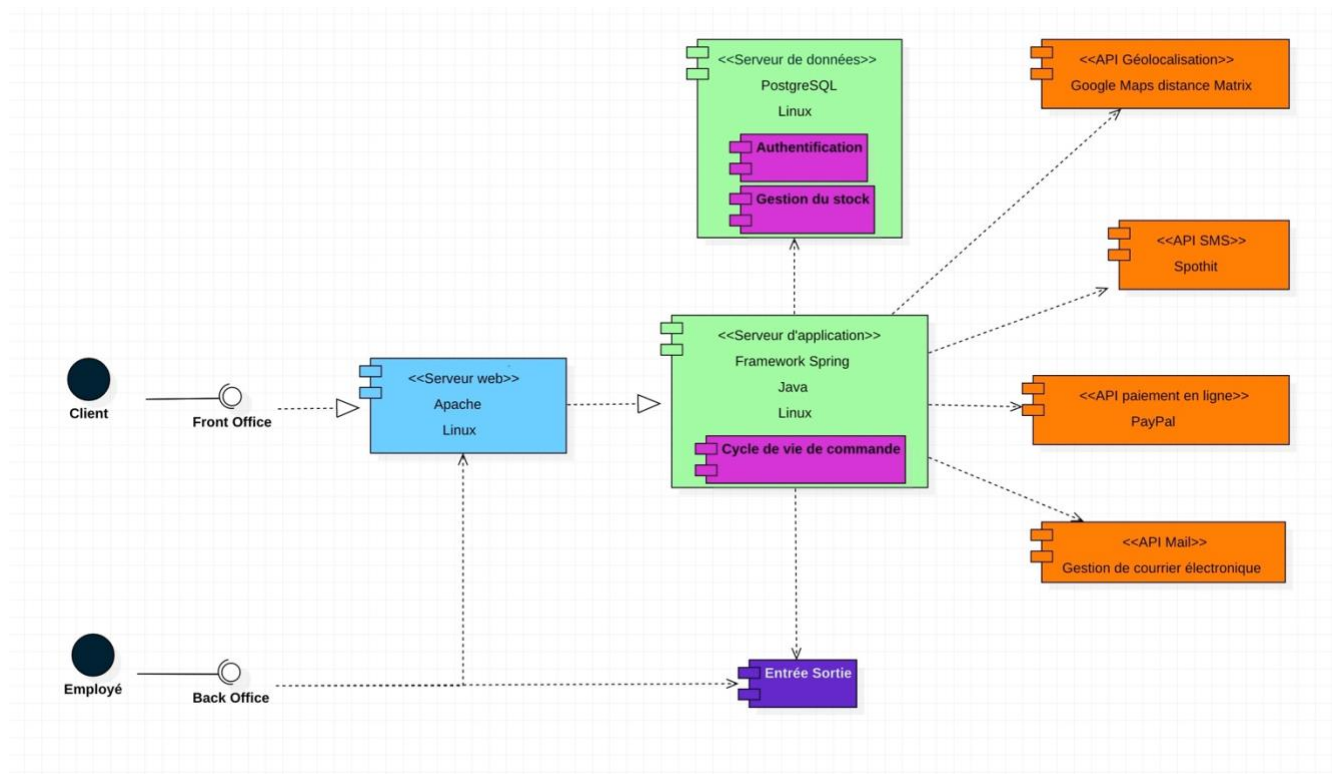 <<Serveur de données>>
PostgreSQL
Linux
Authentification
Gestion du stock
<<API Géolocalisation>>
Google Maps distance Matrix
<<API SMS>>
Spothit
<<Serveur d'application>>
Framework Spring
Java
Linux
Cycle de vie de commande
Client
Front Office
<<Serveur web>>
Apache
Linux
<<API paiement en ligne>>
PayPal
<<API Mail>>
Gestion de courrier électronique
Employé
Back Office
Entrée Sortie